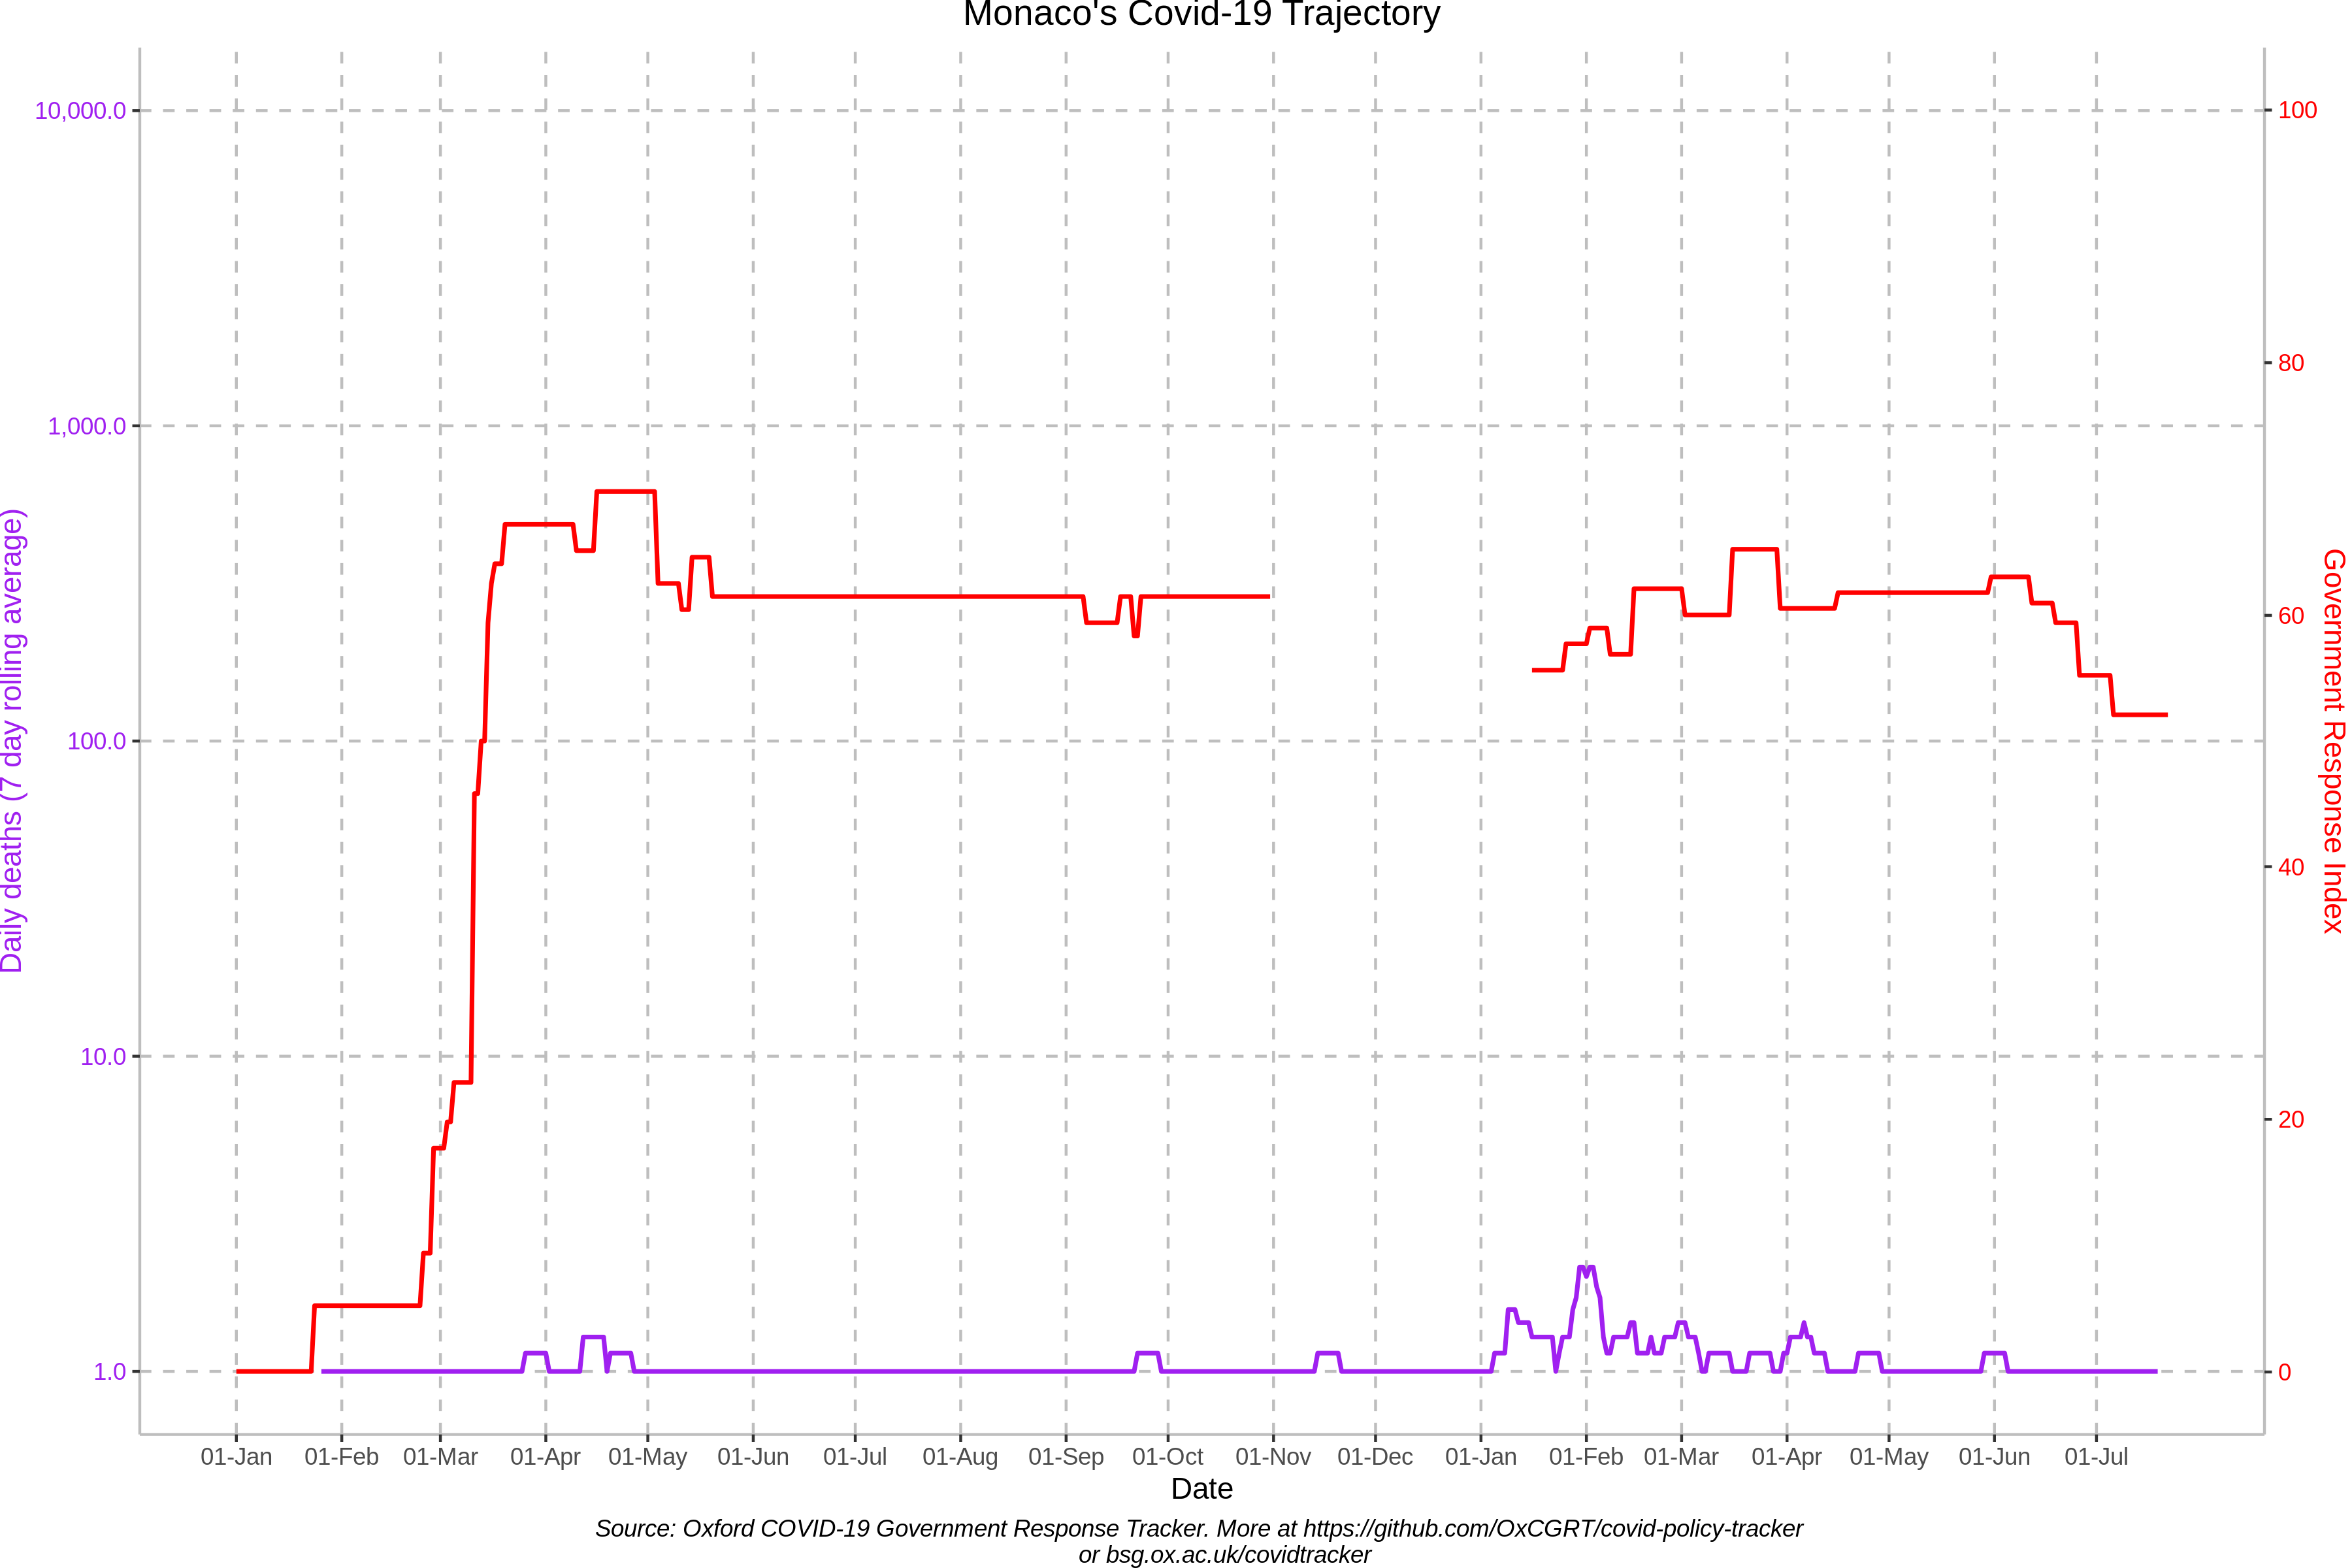 Monaco's Covid-19 Trajectory
10,000.0
1,000.0
100.0
10.0
1.0
Daily deaths (7 day rolling average)
100
80
60
40
20
0
Government Response Index
01-Jan 01-Feb 01-Mar 01-Apr 01-May 01-Jun 01-Jul 01-Aug 01-Sep 01-Oct 01-Nov 01-Dec 01-Jan 01-Feb 01-Mar 01-Apr 01-May 01-Jun 01-Jul
Date
Source: Oxford COVID-19 Government Response Tracker. More at https://github.com/OxCGRT/covid-policy-tracker
or bsg.ox.ac.uk/covidtracker